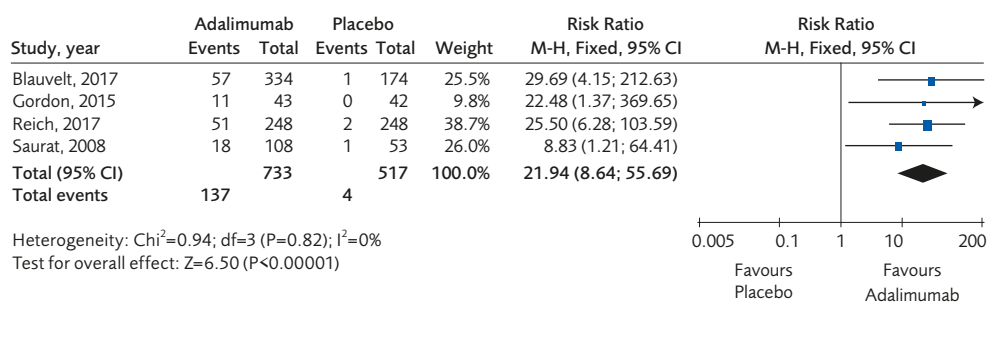 Adalimumab Placebo Risk Ratio Risk Ratio
Study, year Events Total Events Total Weight M-H, Fixed, 95% CI M-H, Fixed, 95% CI
Blauvelt, 2017 57 334 1 174 25.5% 29.69 (4.15; 212.63)
Gordon, 2015 11 43 0 42 9.8% 22.48 (1.37; 369.65)
Reich, 2017 51 248 2 248 38.7% 25.50 (6.28; 103.59)
Saurat, 2008 18 108 1 53 26.0% 8.83 (1.21; 64.41)
Total (95% CI) 733 517 100.0% 21.94 (8.64; 55.69)
Total events 137 4
Heterogeneity: Chi²=0.94; df=3 (P=0.82); I²=0%
Test for overall effect: Z=6.50 (P<0.00001)
0.005 0.1 1 10 200
Favours Favours
Placebo Adalimumab